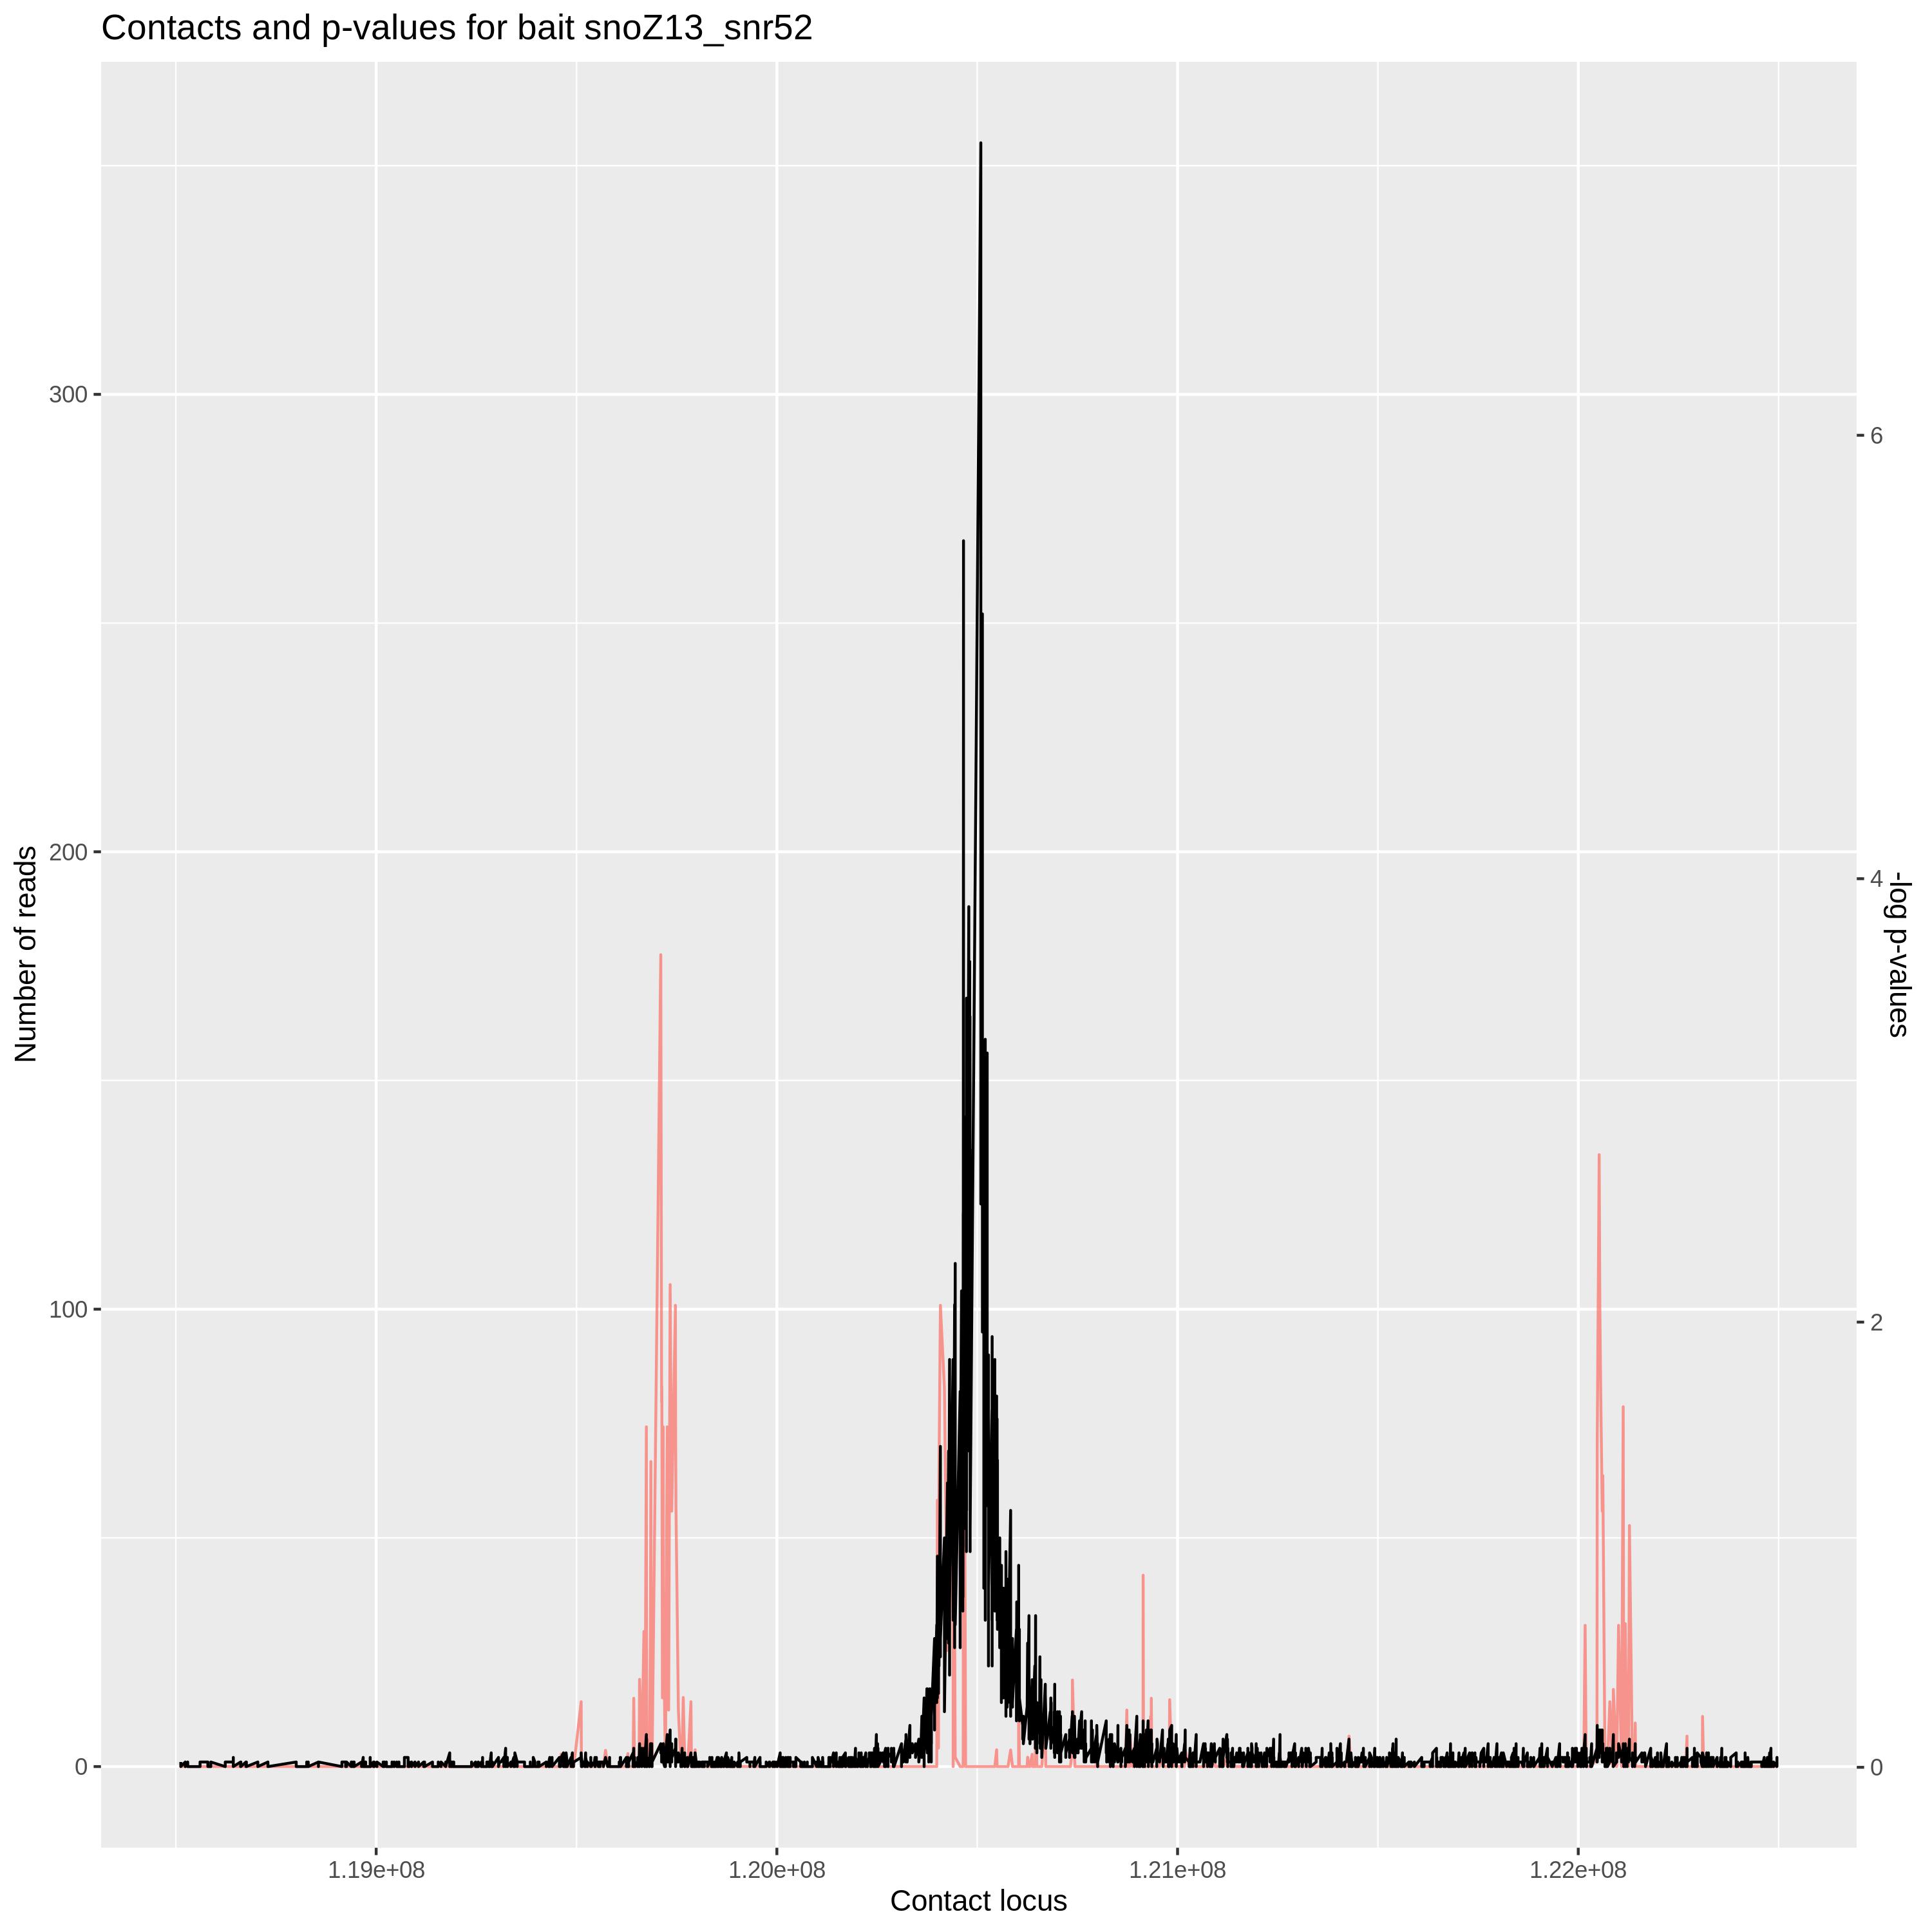 Contacts and p-values for bait snoZ13_snr52
Number of reads
300
200
100
0
6
4
2
0
-log p-values
1.19e+08
1.20e+08
1.21e+08
1.22e+08
Contact locus